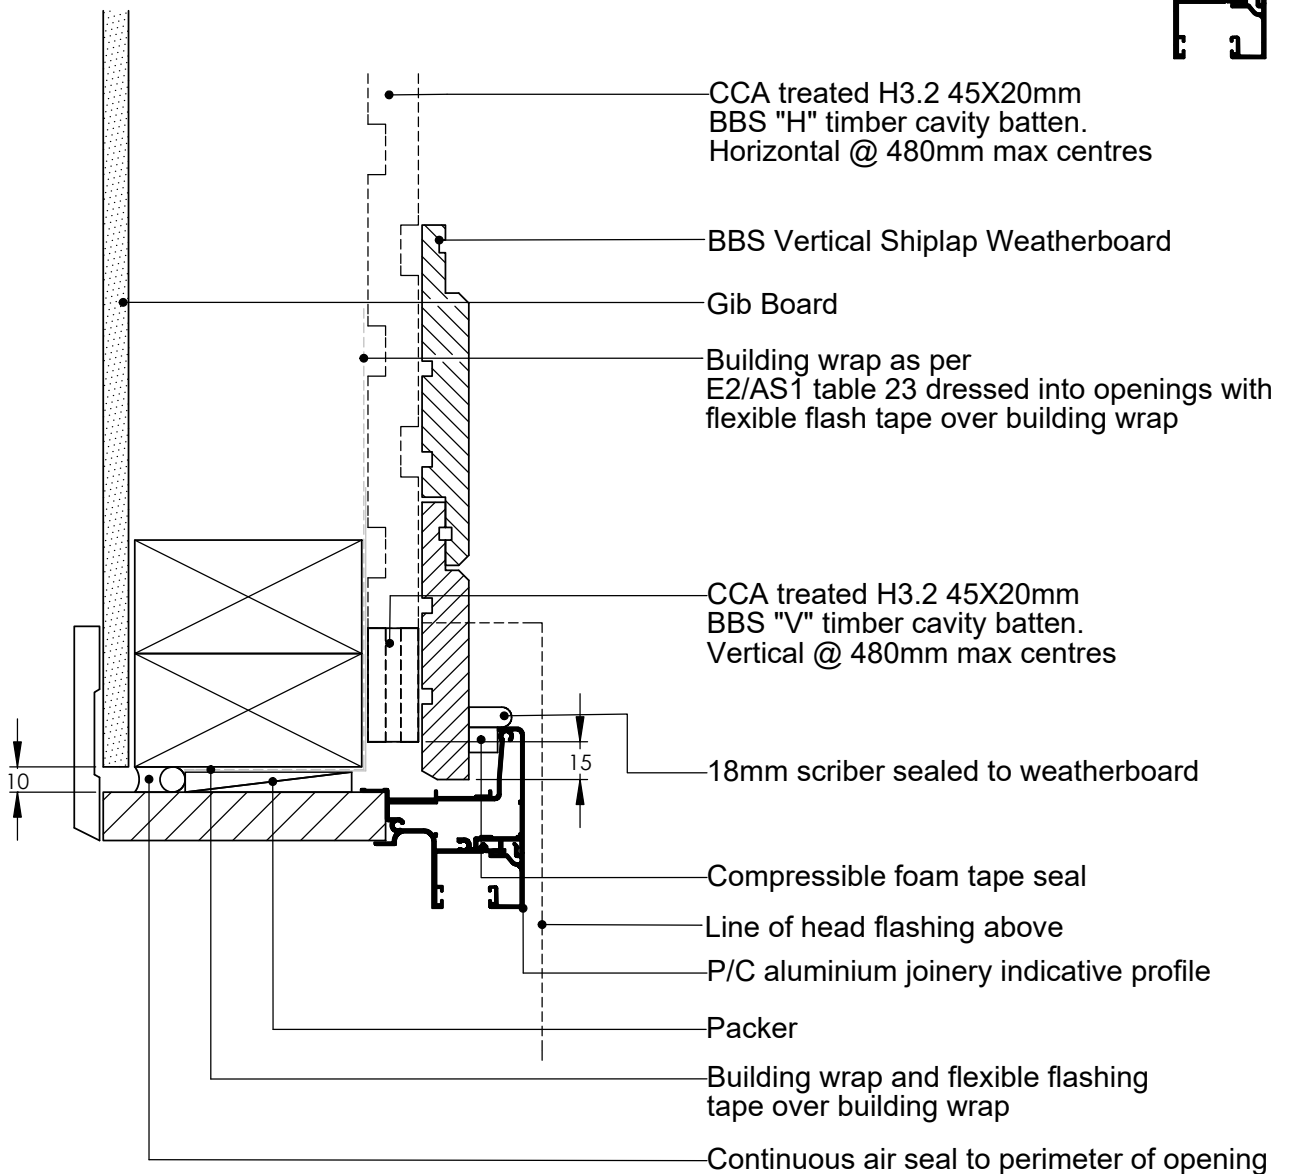 CCA treated H3.2 45X20mm
BBS "H" timber cavity batten.
Horizontal @ 480mm max centres
BBS Vertical Shiplap Weatherboard
Gib Board
Building wrap as per
E2/AS1 table 23 dressed into openings with
flexible flash tape over building wrap
CCA treated H3.2 45X20mm
BBS "V" timber cavity batten.
Vertical @ 480mm max centres
15
10
18mm scriber sealed to weatherboard
Compressible foam tape seal
Line of head flashing above
P/C aluminium joinery indicative profile
Packer
Building wrap and flexible flashing
tape over building wrap
Continuous air seal to perimeter of opening